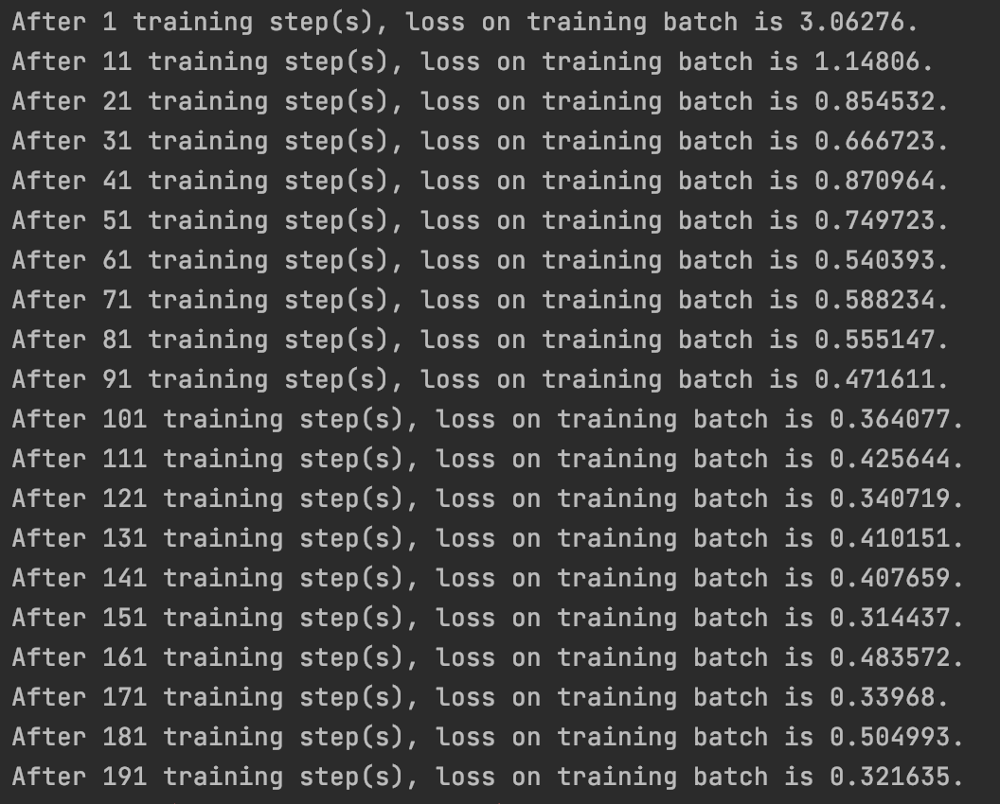 After 1 training step(s), loss on training batch is 3.06276.
After 11 training step(s), loss on training batch is 1.14806.
After 21 training step(s), loss on training batch is 0.854532.
After 31 training step(s), loss on training batch is 0.666723.
After 41 training step(s), loss on training batch is 0.870964.
After 51 training step(s), loss on training batch is 0.749723.
After 61 training step(s), loss on training batch is 0.540393.
After 71 training step(s), loss on training batch is 0.588234.
After 81 training step(s), loss on training batch is 0.555147.
After 91 training step(s), loss on training batch is 0.471611.
After 101 training step(s), loss on training batch is 0.364077.
After 111 training step(s), loss on training batch is 0.425644.
After 121 training step(s), loss on training batch is 0.340719.
After 131 training step(s), loss on training batch is 0.410151.
After 141 training step(s), loss on training batch is 0.407659.
After 151 training step(s), loss on training batch is 0.314437.
After 161 training step(s), loss on training batch is 0.483572.
After 171 training step(s), loss on training batch is 0.33968.
After 181 training step(s), loss on training batch is 0.504993.
After 191 training step(s), loss on training batch is 0.321635.